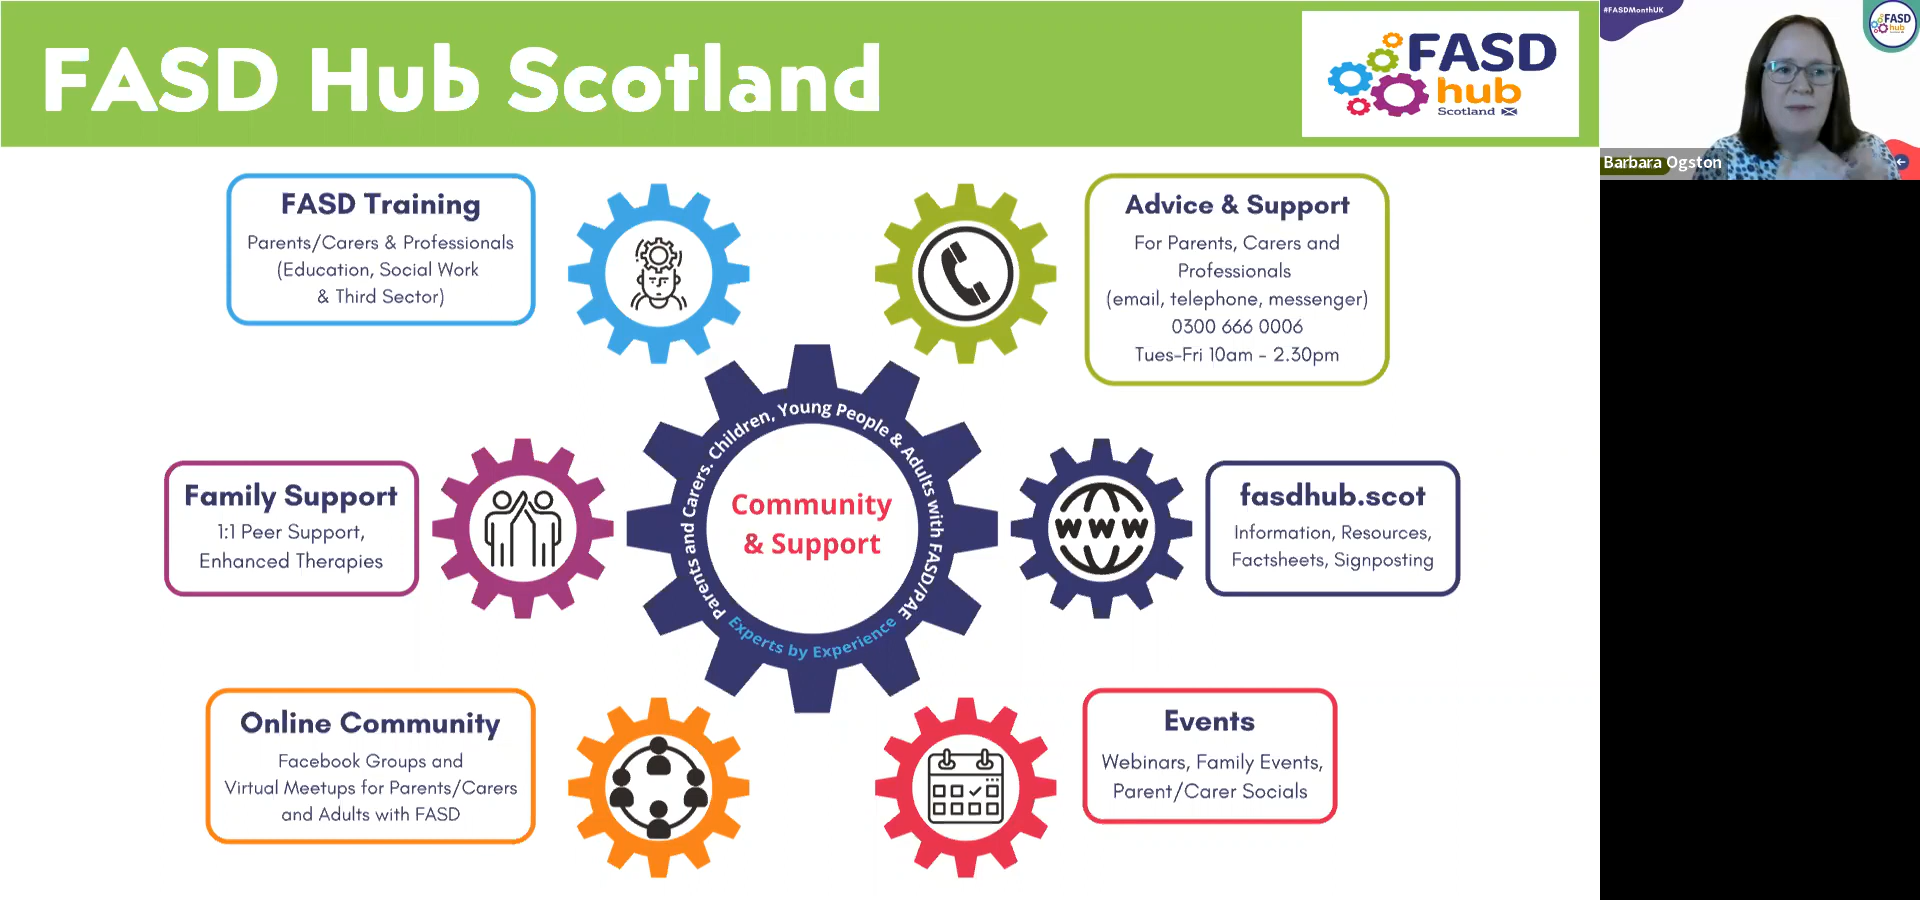 FASD Hub Scotland
FASD
hub
Scotland
#FASDMonthUK
FASD
hub
Barbara Ogston
FASD Training
Parents/Carers & Professionals
(Education, Social Work
& Third Sector)
Advice & Support
For Parents, Carers and
Professionals
(email, telephone, messenger)
0300 666 0006
Tues-Fri 10am - 2.30pm
Family Support
1:1 Peer Support,
Enhanced Therapies
Parents and Carers. Children, Young People & Adults with FASD/PAE
Experts by Experience
Community
& Support
WWW
fasdhub.scot
Information, Resources,
Factsheets, Signposting
Online Community
Facebook Groups and
Virtual Meetups for Parents/Carers
and Adults with FASD
Events
Webinars, Family Events,
Parent/Carer Socials